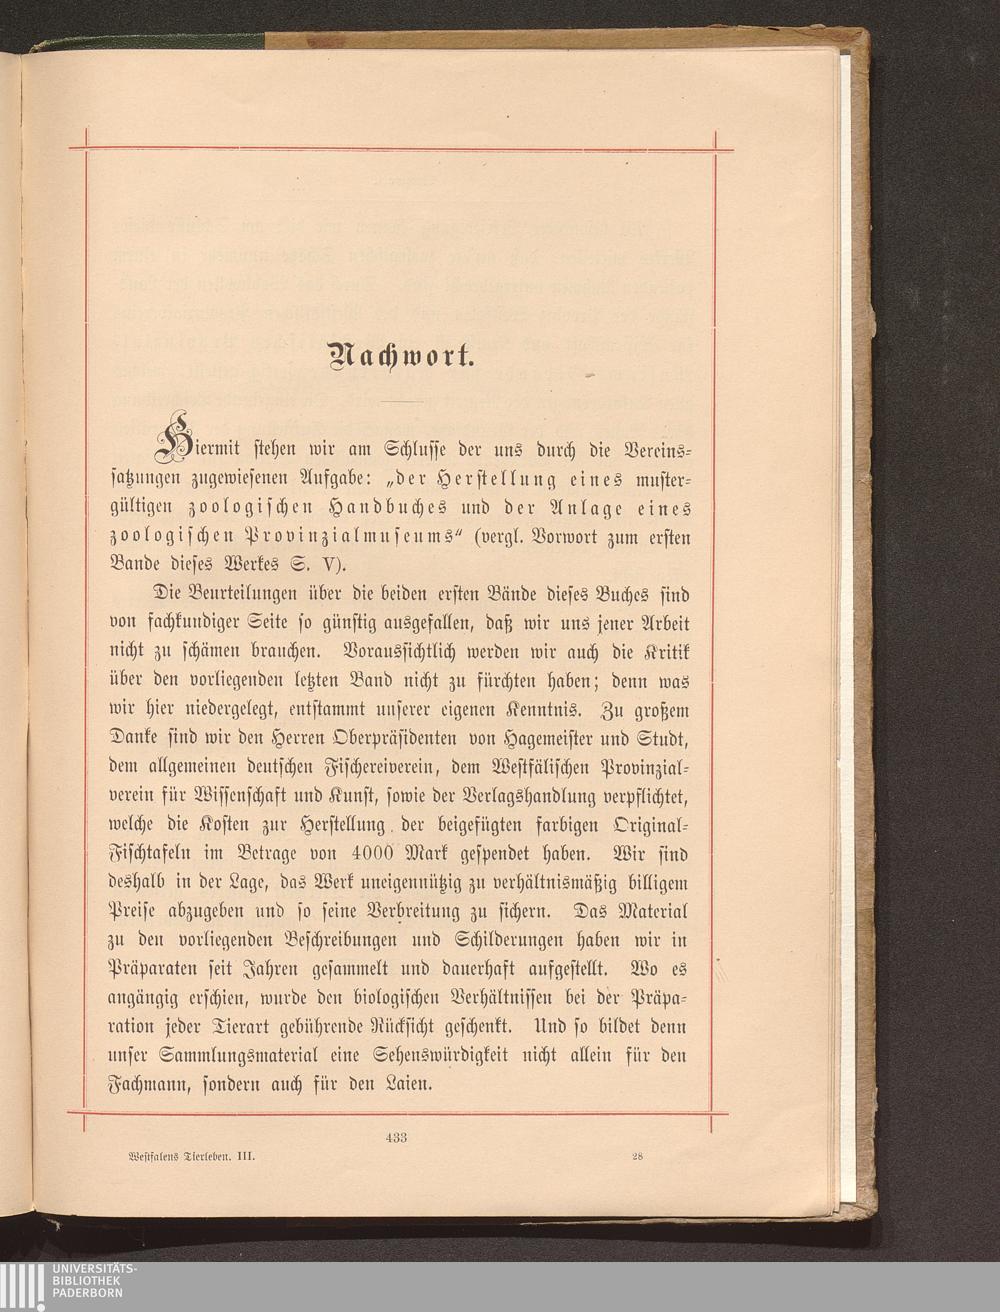 Nachwort.
Hiermit stehen wir am Schlusse der uns durch die Vereins-
satzungen zugewiesenen Aufgabe: „der Herstellung eines muster-
gültigen zoologischen Handbuches und der Anlage eines
zoologischen Provinzialmuseums“ (vergl. Vorwort zum ersten
Bande dieses Werkes S. V).
Die Beurteilungen über die beiden ersten Bände dieses Buches sind
von fachkundiger Seite so günstig ausgefallen, daß wir uns jener Arbeit
nicht zu schämen brauchen. Voraussichtlich werden wir auch die Kritik
über den vorliegenden letzten Band nicht zu fürchten haben; denn was
wir hier niedergelegt, entstammt unserer eigenen Kenntnis. Zu großem
Danke sind wir den Herren Oberpräsidenten von Hagemeister und Studt,
dem allgemeinen deutschen Fischereiverein, dem Westfälischen Provinzial-
verein für Wissenschaft und Kunst, sowie der Verlagshandlung verpflichtet,
welche die Kosten zur Herstellung der beigefügten farbigen Original-
Fischtafeln im Betrage von 4000 Mark gespendet haben. Wir sind
deshalb in der Lage, das Werk uneigennützig zu verhältnismäßig billigem
Preise abzugeben und so seine Verbreitung zu sichern. Das Material
zu den vorliegenden Beschreibungen und Schilderungen haben wir in
Präparaten seit Jahren gesammelt und dauerhaft aufgestellt. Wo es
angängig erschien, wurde den biologischen Verhältnissen bei der Präpa-
ration jeder Tierart gebührende Rücksicht geschenkt. Und so bildet denn
unser Sammlungsmaterial eine Sehenswürdigkeit nicht allein für den
Fachmann, sondern auch für den Laien.
433
Westfalens Tierleben. III. 28
UNIVERSITÄTS-
BIBLIOTHEK
PADERBORN